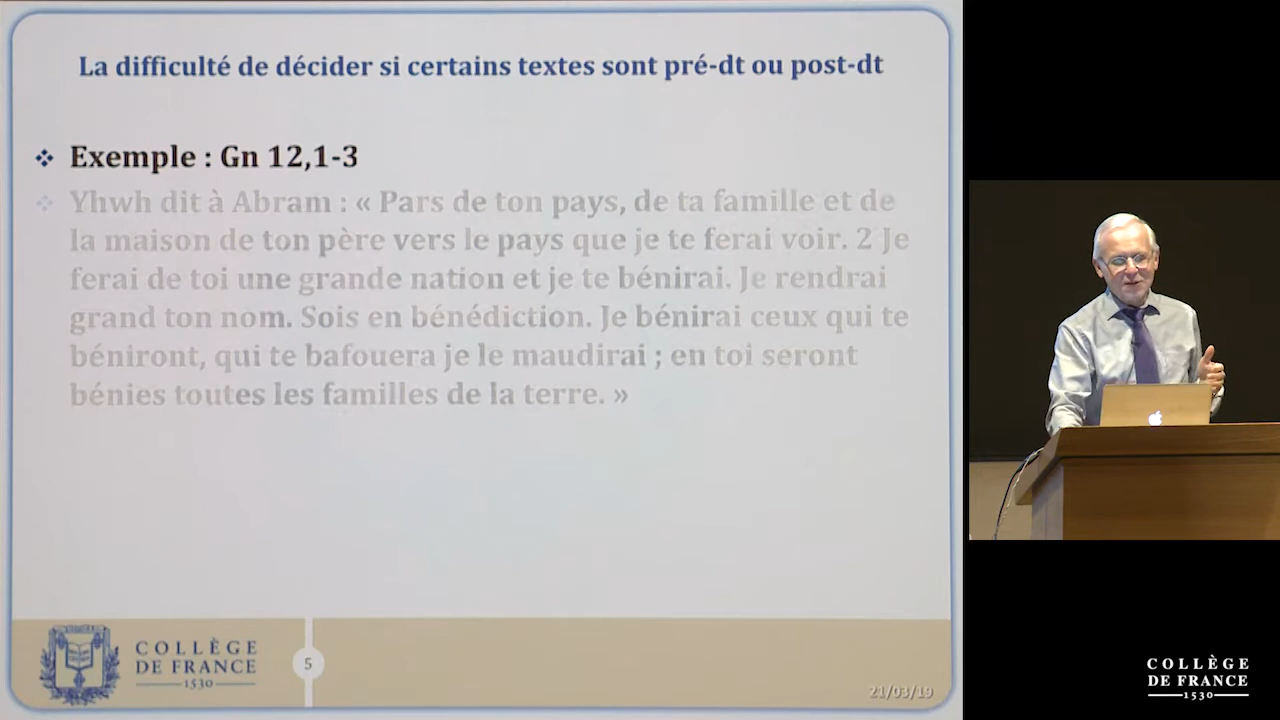 La difficulté de décider si certains textes sont pré-dt ou post-dt
❖ Exemple : Gn 12,1-3
❖ Yhwh dit à Abram : « Pars de ton pays, de ta famille et de
la maison de ton père vers le pays que je te ferai voir. 2 Je
ferai de toi une grande nation et je te bénirai. Je rendrai
grand ton nom. Sois en bénédiction. Je bénirai ceux qui te
béniront, qui te bafouera je le maudirai ; en toi seront
bénies toutes les familles de la terre. »
COLLÈGE
DE FRANCE
1530
5
21/03/19
COLLÈGE
DE FRANCE
1530